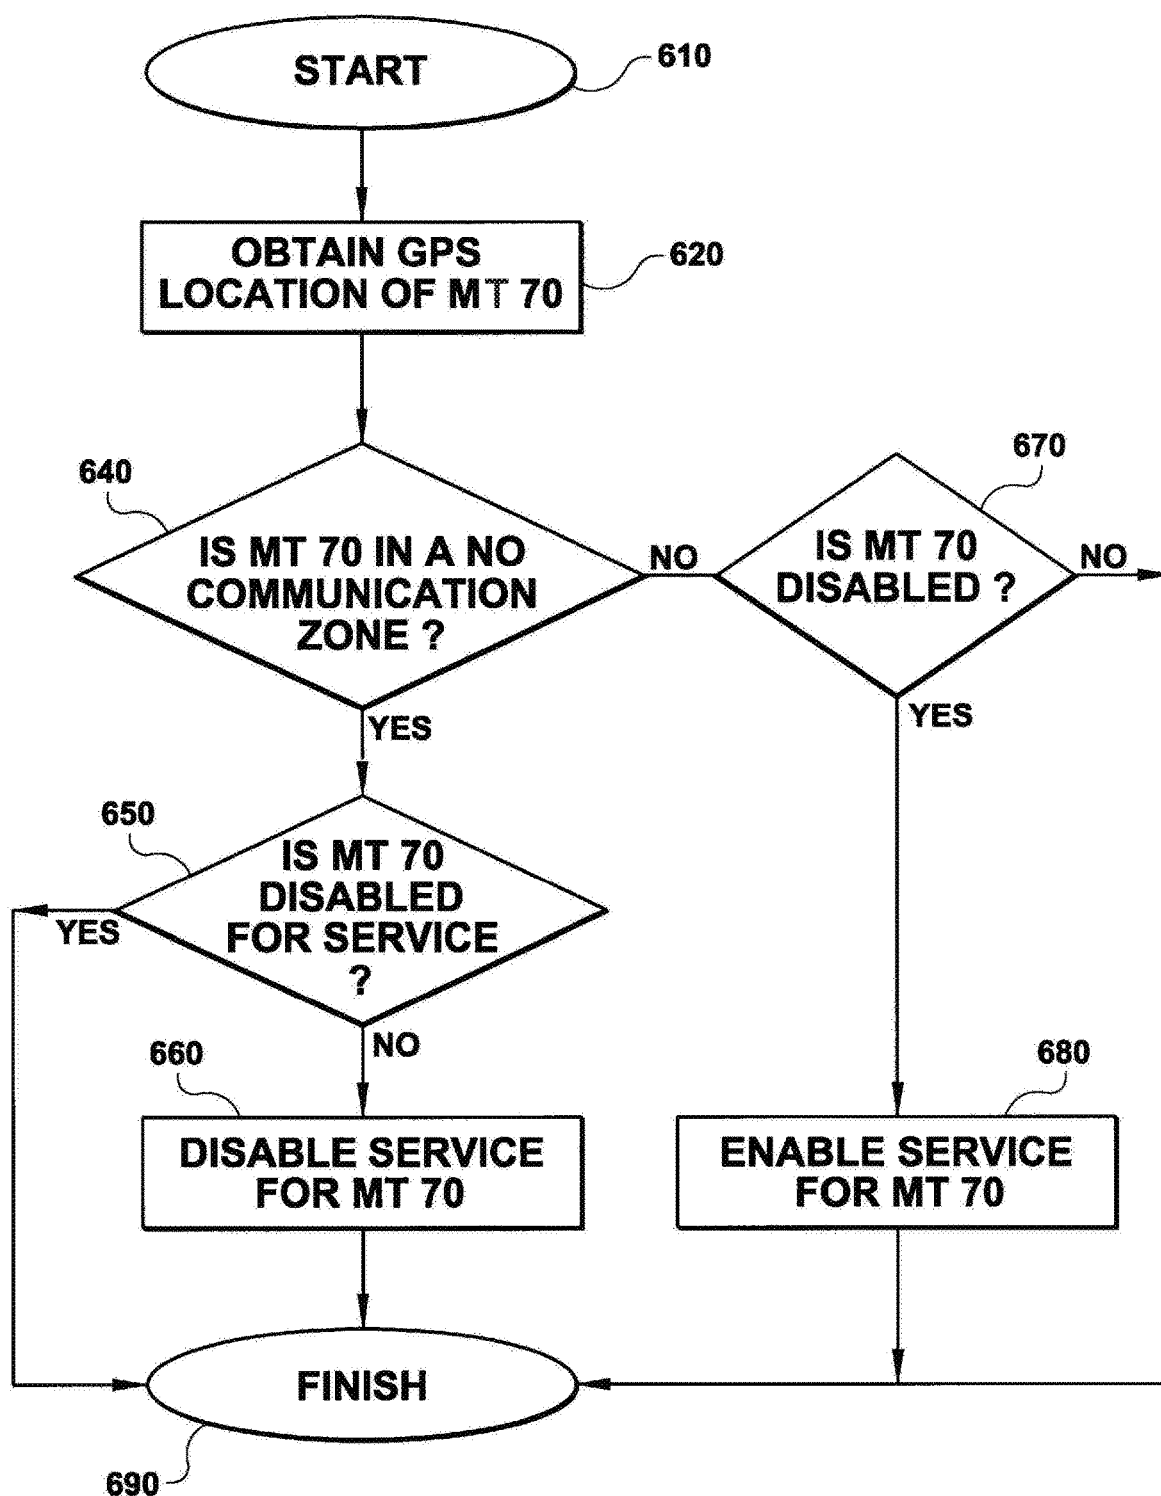 START
610
OBTAIN GPS
LOCATION OF MT 70
620
640
IS MT 70 IN A NO
COMMUNICATION
ZONE ?
NO
670
IS MT 70
DISABLED ?
NO
YES
YES
650
IS MT 70
DISABLED
FOR SERVICE
?
YES
NO
660
DISABLE SERVICE
FOR MT 70
680
ENABLE SERVICE
FOR MT 70
FINISH
690